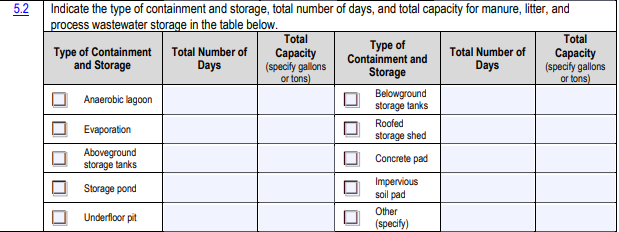 5.2 Indicate the type of containment and storage, total number of days, and total capacity for manure, litter, and
process wastewater storage in the table below.
Type of Containment
and Storage
Total Number of
Days
Total
Capacity
(specify gallons
or tons)
Type of
Containment and
Storage
Total Number of
Days
Total
Capacity
(specify gallons
or tons)
Anaerobic lagoon
Belowground
storage tanks
Evaporation
Roofed
storage shed
Aboveground
storage tanks
Concrete pad
Storage pond
Impervious
soil pad
Underfloor pit
Other
(specify)